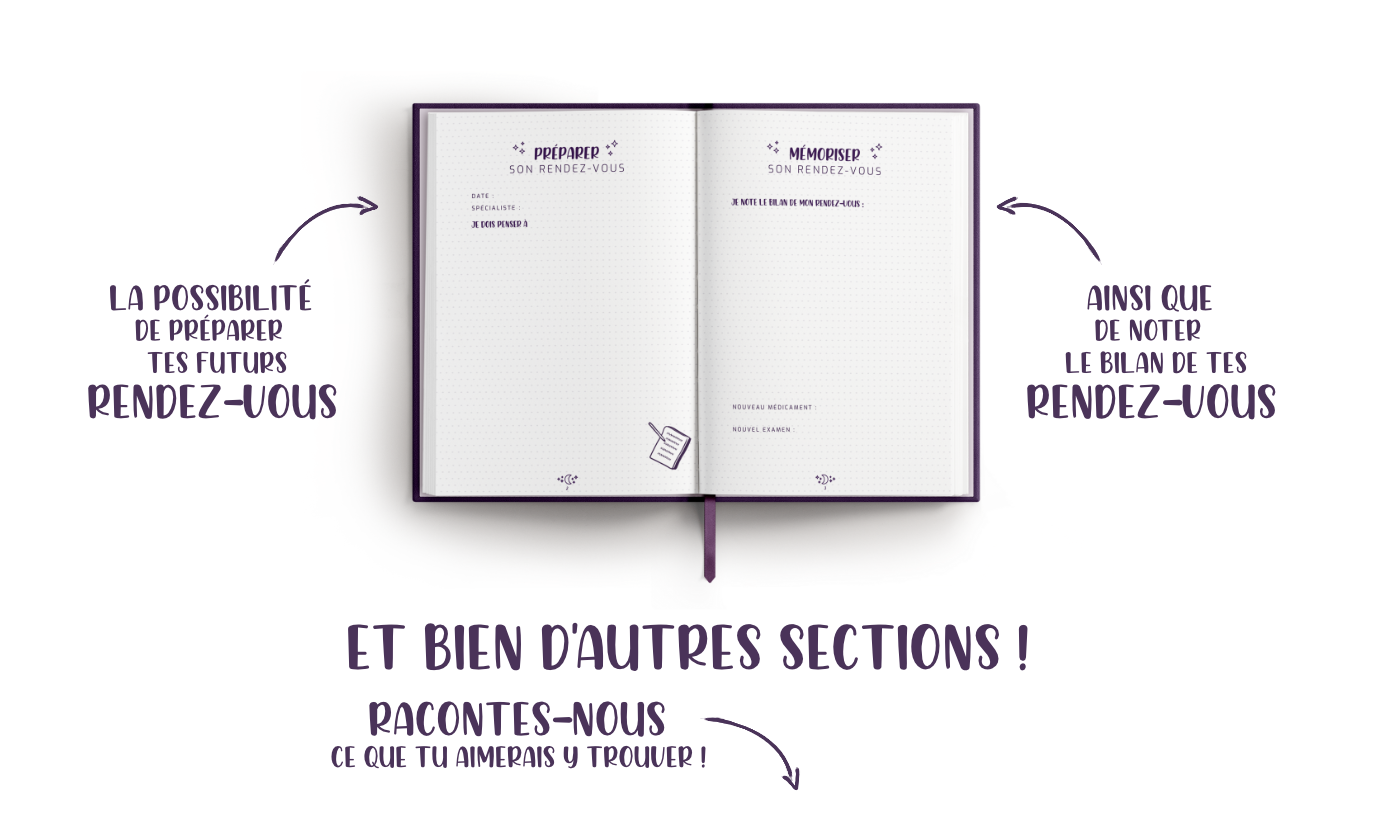 PRÉPARER
SON RENDEZ-VOUS
DATE :
SPÉCIALISTE :
JE DOIS PENSER À
MÉMORISER
SON RENDEZ-VOUS
JE NOTE LE BILAN DE MON RENDEZ-VOUS :
NOUVEAU MÉDICAMENT :
NOUVEL EXAMEN :
LA POSSIBILITÉ
DE PRÉPARER
TES FUTURS
RENDEZ-VOUS
AINSI QUE
DE NOTER
LE BILAN DE TES
RENDEZ-VOUS
ET BIEN D'AUTRES SECTIONS !
RACONTES-NOUS
CE QUE TU AIMERAIS Y TROUVER !